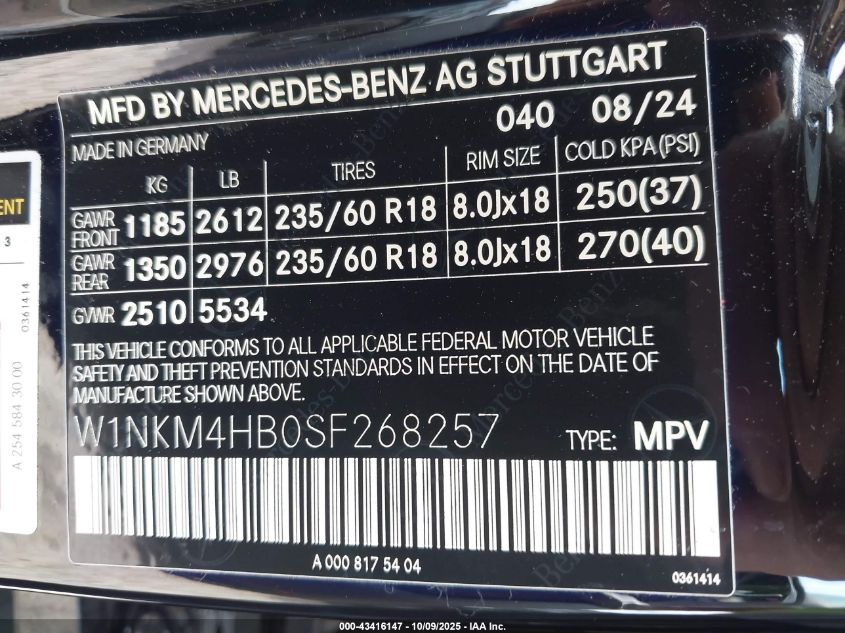 MFD BY MERCEDES-BENZ AG STUTTGART
040 08/24
MADE IN GERMANY
KG LB TIRES RIM SIZE COLD KPA (PSI)
GAWR FRONT 1185 2612 235/60 R18 8.0Jx18 250(37)
GAWR REAR 1350 2976 235/60 R18 8.0Jx18 270(40)
GVWR 2510 5534
THIS VEHICLE CONFORMS TO ALL APPLICABLE FEDERAL MOTOR VEHICLE
SAFETY AND THEFT PREVENTION STANDARDS IN EFFECT ON THE DATE OF
MANUFACTURE SHOWN ABOVE.
W1NKM4HB0SF268257 TYPE: MPV
A 000 817 54 04
0361414
ENT
3
0361414
A 254 584 30 00
000-43416147 - 10/09/2025 - IAA Inc.